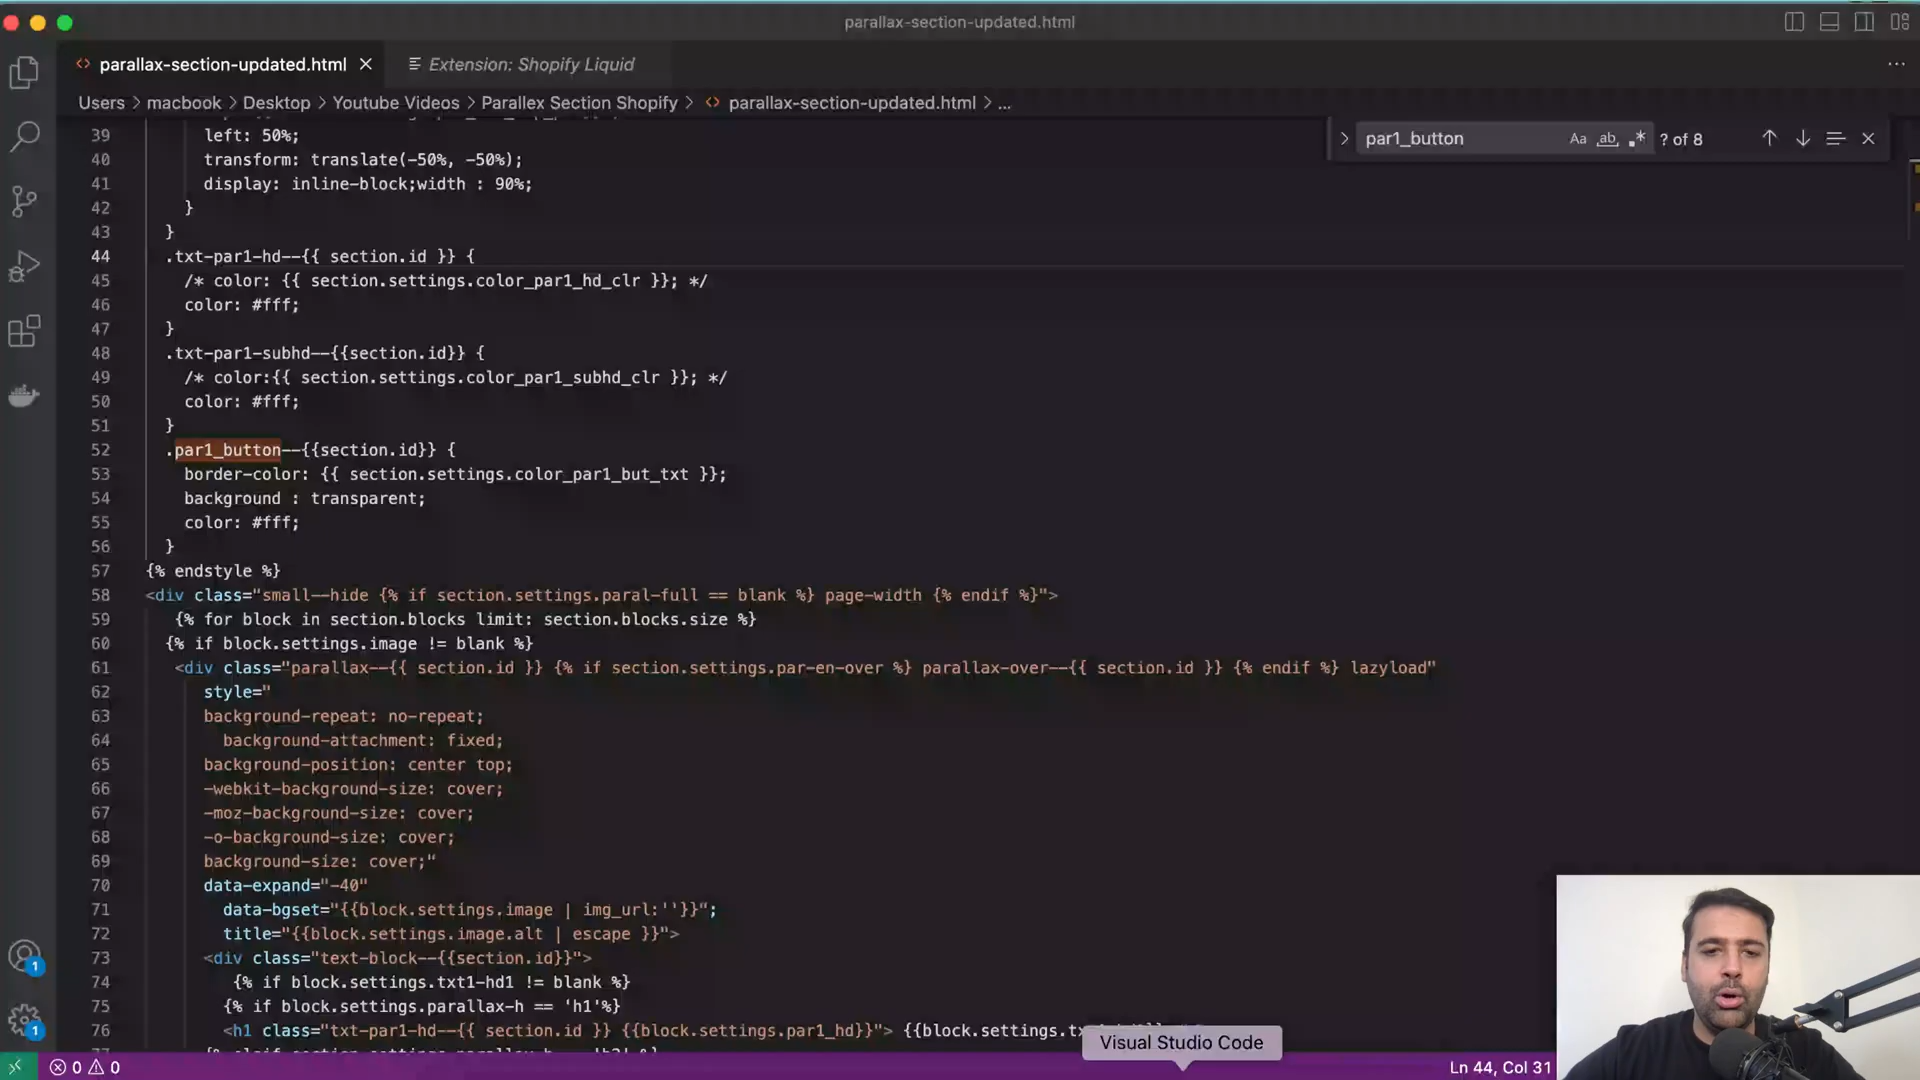 parallax-section-updated.html
parallax-section-updated.html
Extension: Shopify Liquid
Users > macbook > Desktop > Youtube Videos > Parallex Section Shopify > parallax-section-updated.html > ...
par1_button
Aa
ab
? of 8
39 left: 50%;
40 transform: translate(-50%, -50%);
41 display: inline-block;width : 90%;
42 }
43 }
44 .txt-par1-hd--{{ section.id }} {
45 /* color: {{ section.settings.color_par1_hd_clr }}; */
46 color: #fff;
47 }
48 .txt-par1-subhd--{{section.id}} {
49 /* color:{{ section.settings.color_par1_subhd_clr }}; */
50 color: #fff;
51 }
52 .par1_button--{{section.id}} {
53 border-color: {{ section.settings.color_par1_but_txt }};
54 background : transparent;
55 color: #fff;
56 }
57 {% endstyle %}
58 <div class="small--hide {% if section.settings.paral-full == blank %} page-width {% endif %}">
59 {% for block in section.blocks limit: section.blocks.size %}
60 {% if block.settings.image != blank %}
61 <div class="parallax--{{ section.id }} {% if section.settings.par-en-over %} parallax-over--{{ section.id }} {% endif %} lazyload"
62 style="
63 background-repeat: no-repeat;
64 background-attachment: fixed;
65 background-position: center top;
66 -webkit-background-size: cover;
67 -moz-background-size: cover;
68 -o-background-size: cover;
69 background-size: cover;"
70 data-expand="-40"
71 data-bgset="{{block.settings.image | img_url:''}}";
72 title="{{block.settings.image.alt | escape }}">
73 <div class="text-block--{{section.id}}">
74 {% if block.settings.txt1-hd1 != blank %}
75 {% if block.settings.parallax-h == 'h1'%}
76 <h1 class="txt-par1-hd--{{ section.id }} {{block.settings.par1_hd}}"> {{block.settings.
Visual Studio Code
1
1
0 0
Ln 44, Col 31